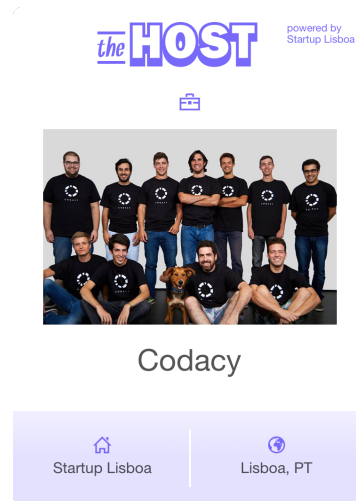 the HOST
powered by
Startup Lisboa
Codacy
Startup Lisboa
Lisboa, PT